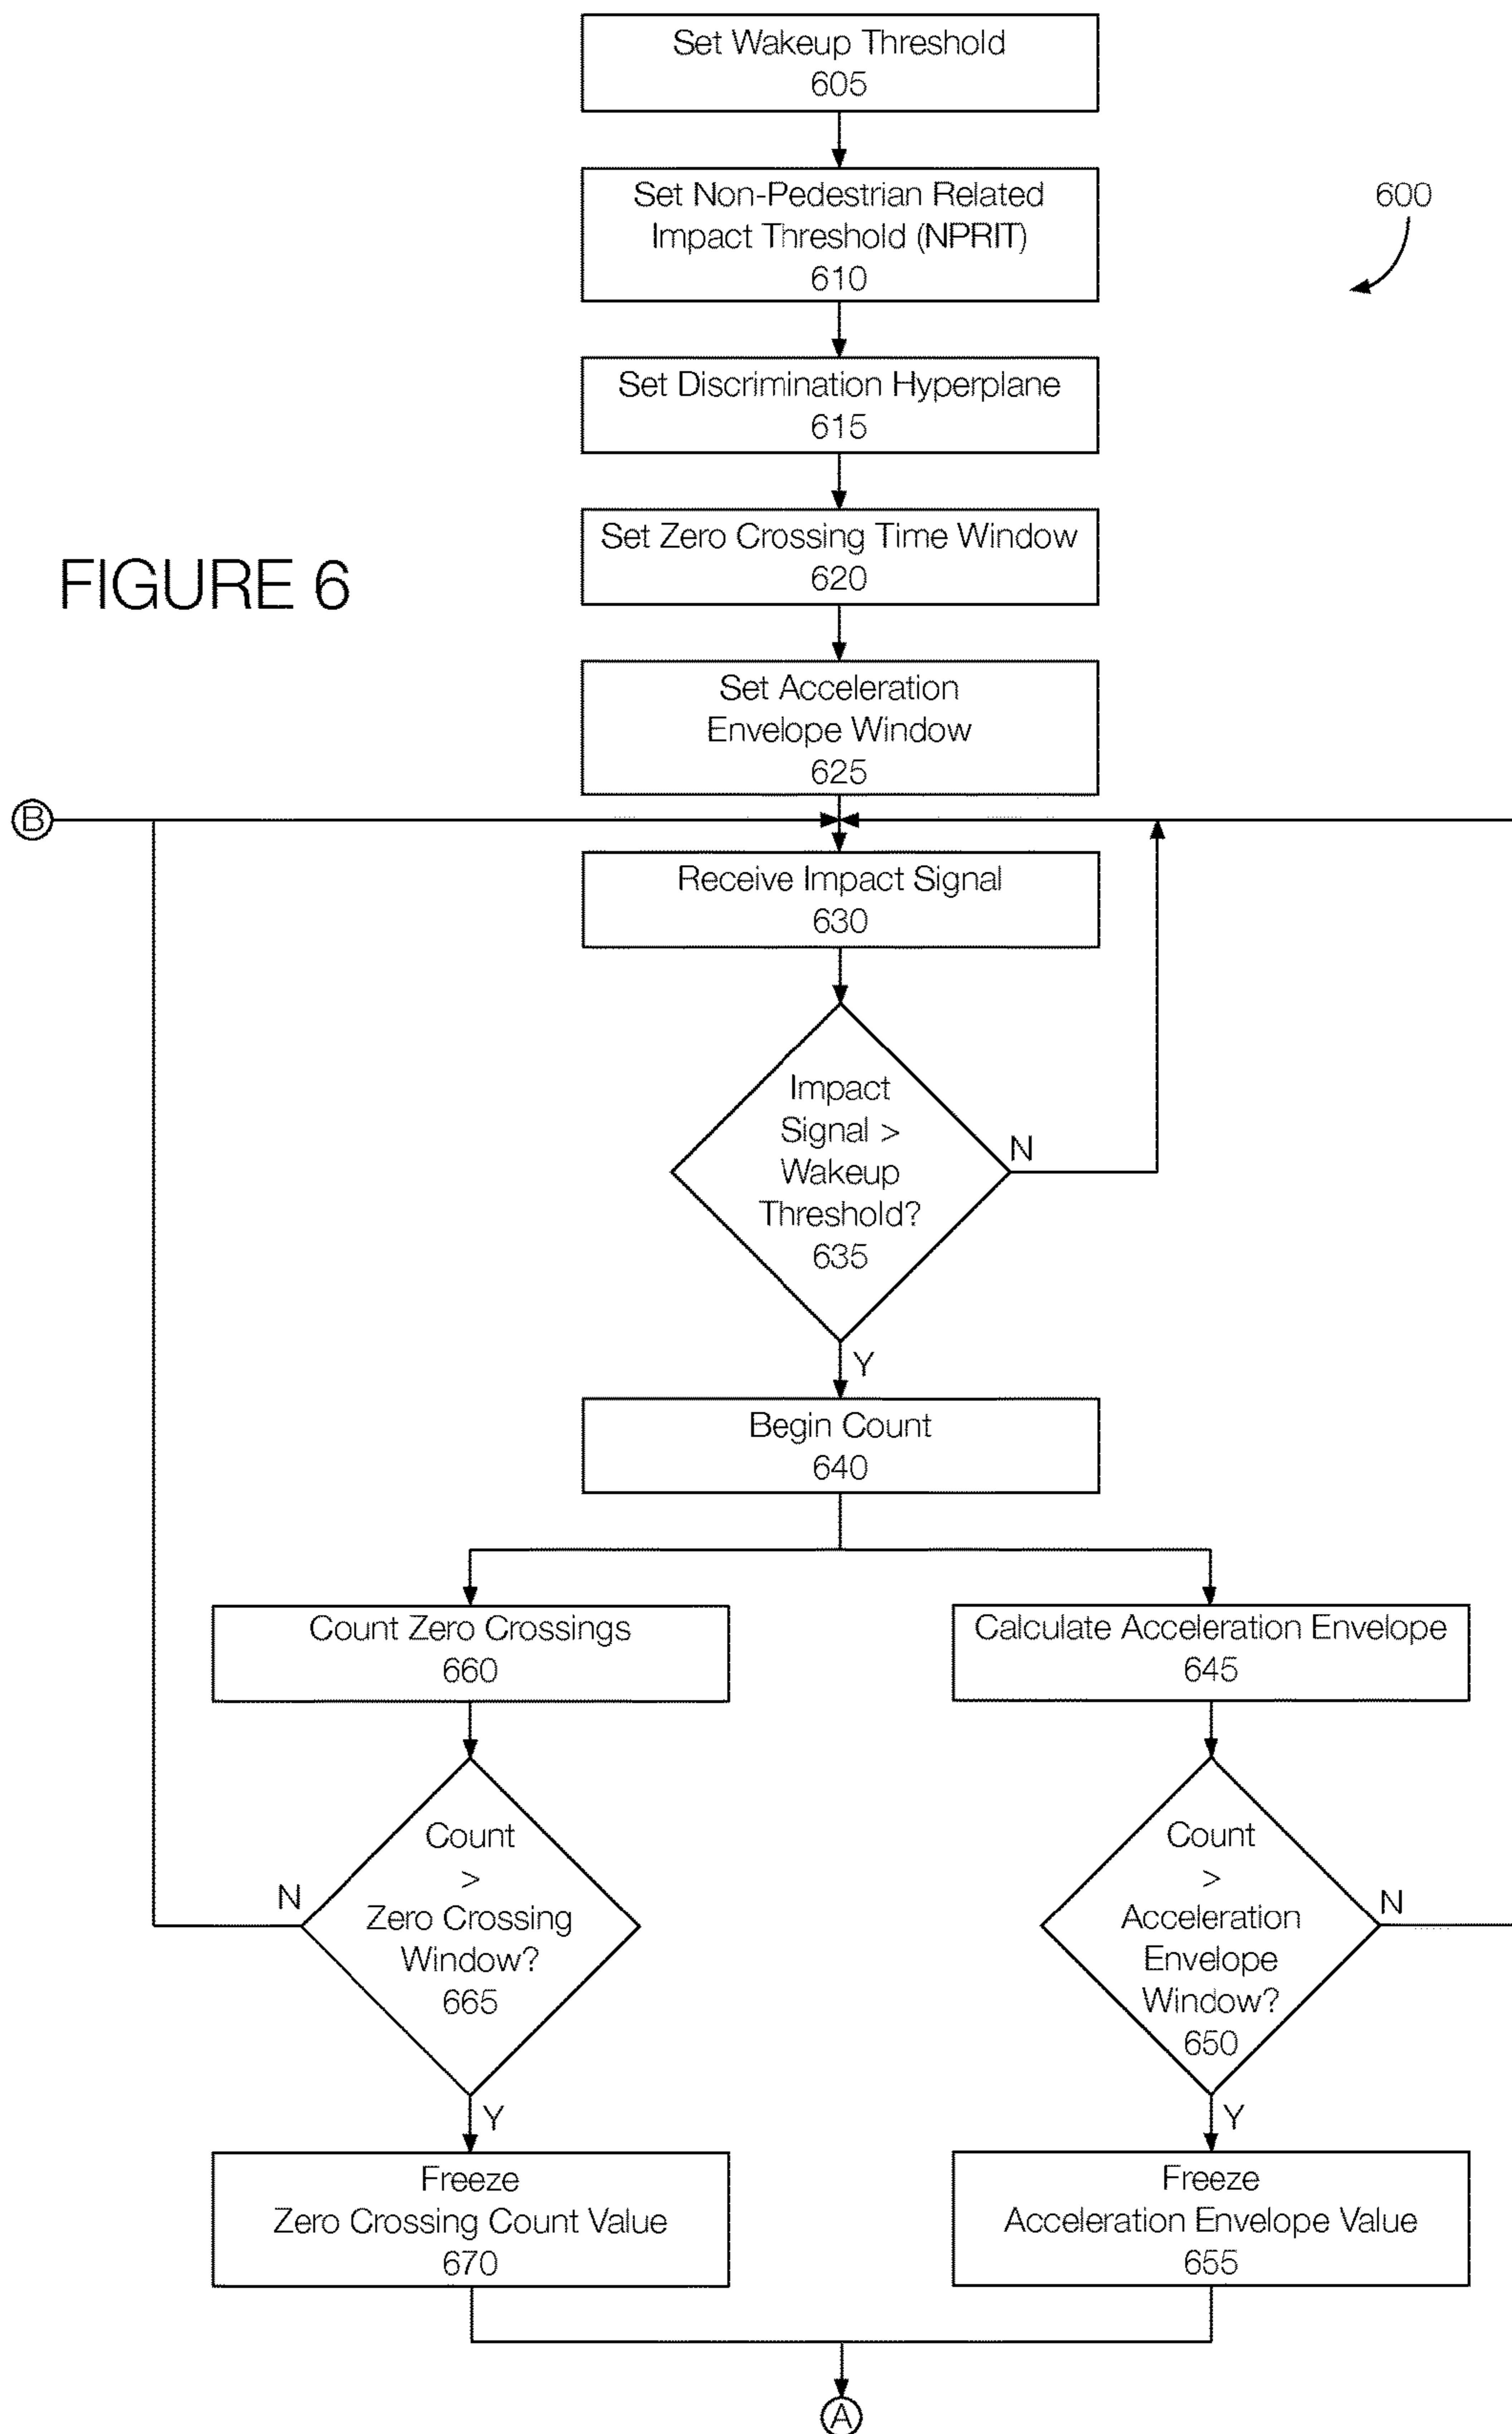 Set Wakeup Threshold
605
Set Non-Pedestrian Related
Impact Threshold (NPRIT)
610
600
Set Discrimination Hyperplane
615
FIGURE 6
Set Zero Crossing Time Window
620
Set Acceleration
Envelope Window
625
B
Receive Impact Signal
630
Impact
Signal >
Wakeup
Threshold?
635
N
Y
Begin Count
640
Count Zero Crossings
660
Calculate Acceleration Envelope
645
Count
>
Zero Crossing
Window?
665
N
Y
Count
>
Acceleration
Envelope
Window?
650
N
Y
Freeze
Zero Crossing Count Value
670
Freeze
Acceleration Envelope Value
655
A